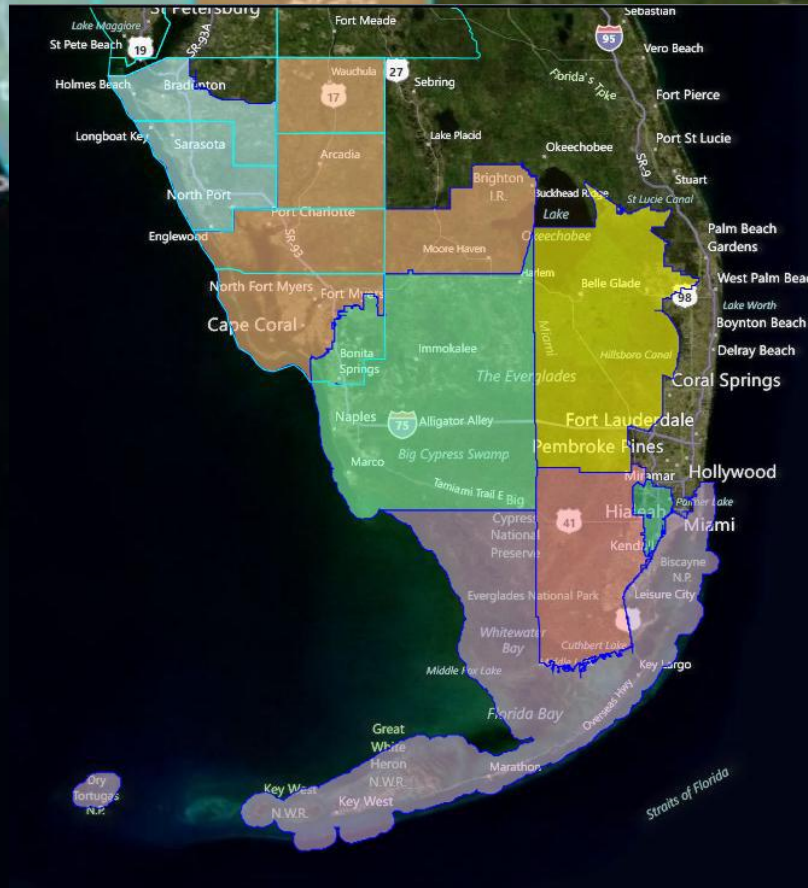 St Petersburg
Fort Meade
Sebastian
Lake Maggiore
SR-93A
95
St Pete Beach
19
Vero Beach
Wauchula
27
Sebring
Holmes Beach
Bradenton
17
Fort Pierce
Longboat Key
Lake Placid
Port St Lucie
Sarasota
Arcadia
Okeechobee
SR-9
Brighton
I.R.
Buckhead Ridge
Stuart
North Port
St Lucie Canal
Port Charlotte
Lake
Okeechobee
Englewood
SR-93
Moore Haven
Palm Beach
Gardens
Harlem
North Fort Myers
Fort Myers
Belle Glade
West Palm Beac
98
Lake Worth
Cape Coral
Miami
Boynton Beach
Bonita
Springs
Immokalee
Hillsboro Canal
Delray Beach
The Everglades
Coral Springs
Naples
75
Alligator Alley
Fort Lauderdale
Pembroke Pines
Marco
Big Cypress Swamp
Miramar
Hollywood
Tamiami Trail E
Big
Cypress
National
Preserve
41
Hialeah
Palmer Lake
Miami
Kendall
Biscayne
N.P.
Everglades National Park
Leisure City
Whitewater
Bay
Cuthbert Lake
Key Largo
Florida Bay
Overseas Hwy
Great
White
Heron
N.W.R.
Marathon
Dry
Tortugas
N.P.
Key West
N.W.R.
Key West
Straits of Florida